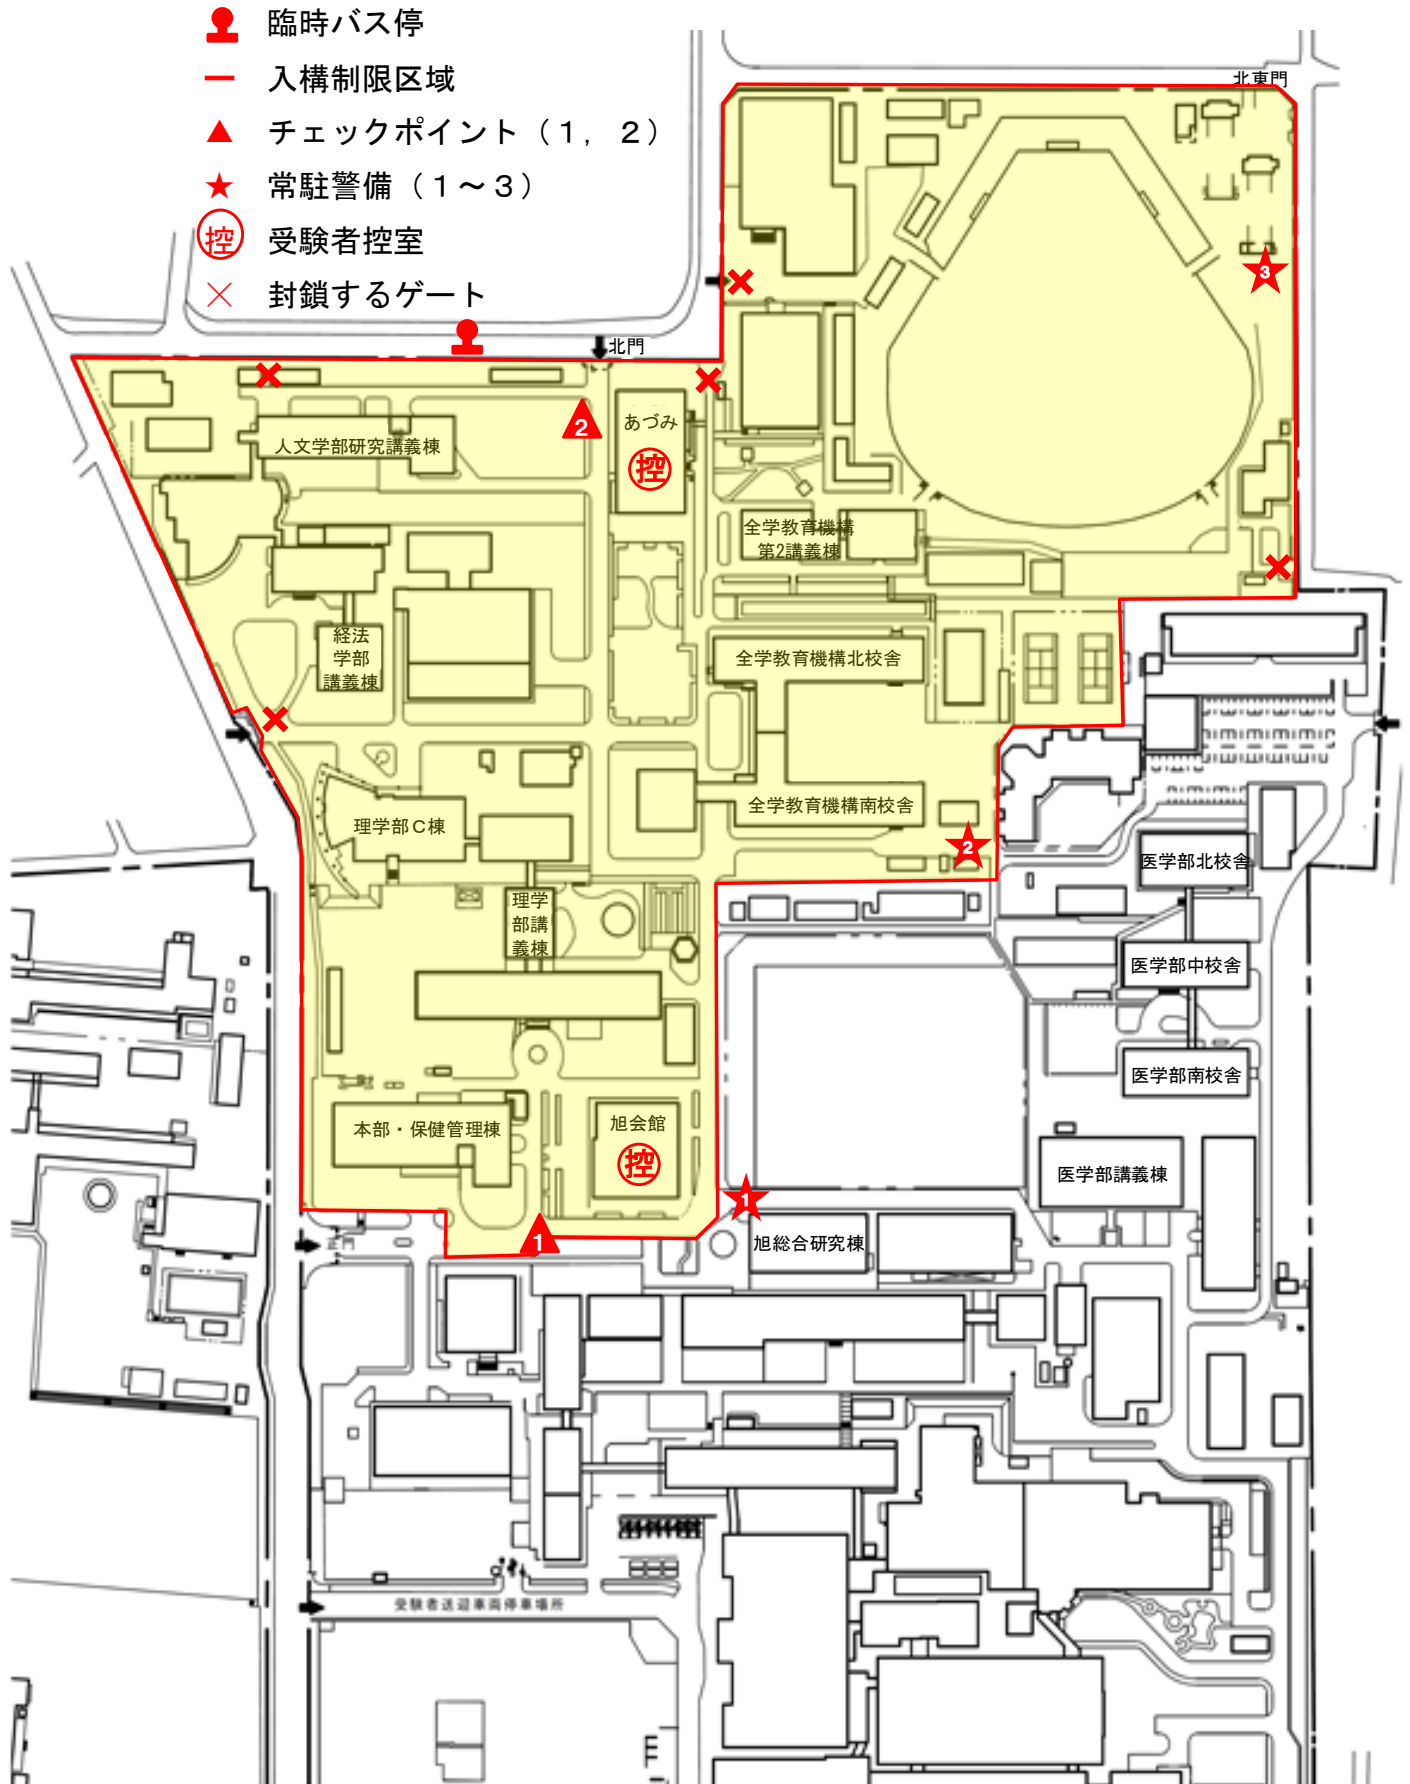 臨時バス停
入構制限区域
チェックポイント（１，２）
常駐警備（１～３）
控 受験者控室
封鎖するゲート
北東門
3
北門
2
あづみ
控
人文学部研究講義棟
全学教育機構
第2講義棟
経法
学部
講義棟
全学教育機構北校舎
全学教育機構南校舎
理学部Ｃ棟
2
医学部北校舎
理学
部講
義棟
医学部中校舎
医学部南校舎
本部・保健管理棟
旭会館
控
医学部講義棟
1
1
旭総合研究棟
受験者送迎車両停車場所